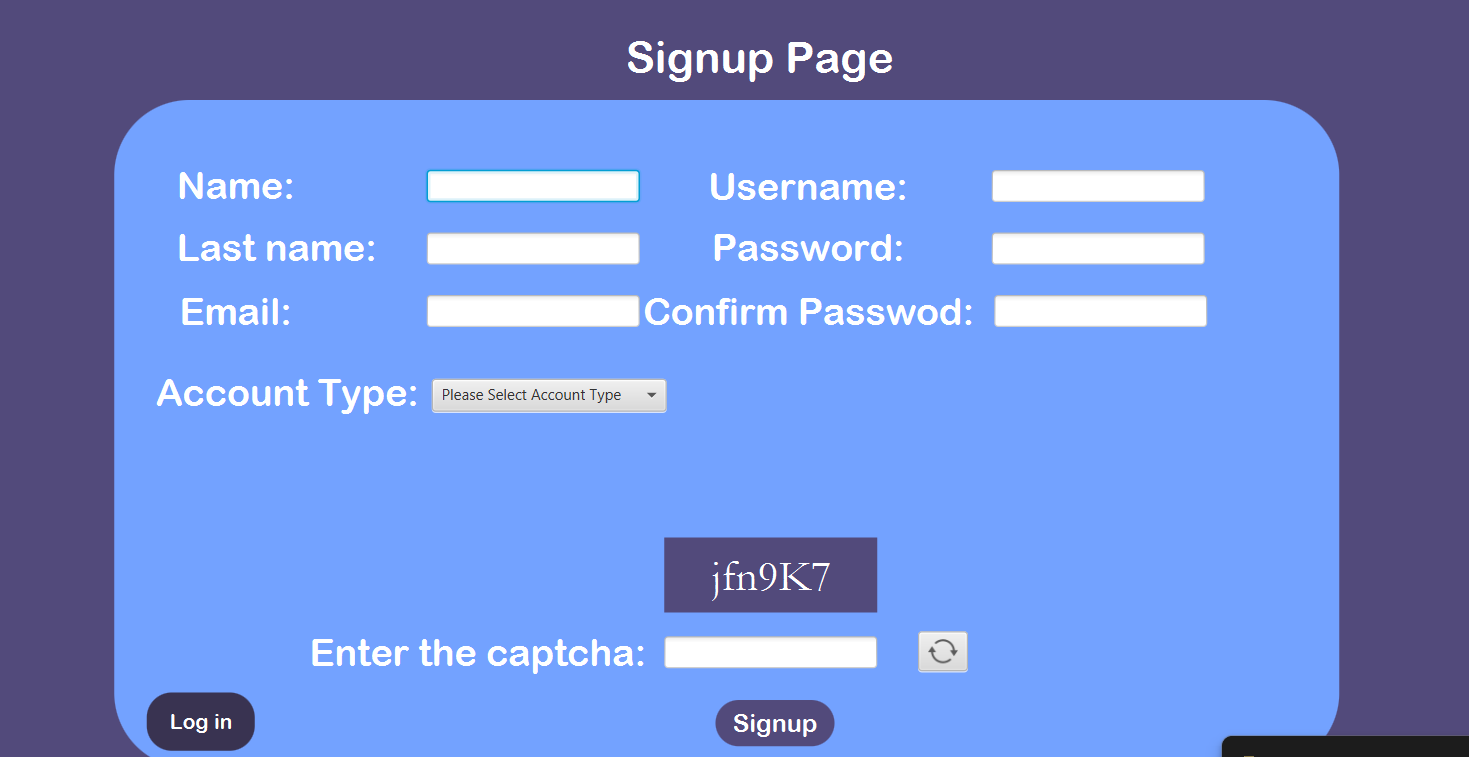 Signup Page
Name:
Username:
Last name:
Password:
Email:
Confirm Passwod:
Account Type:
Please Select Account Type
jfn9K7
Enter the captcha:
Log in
Signup